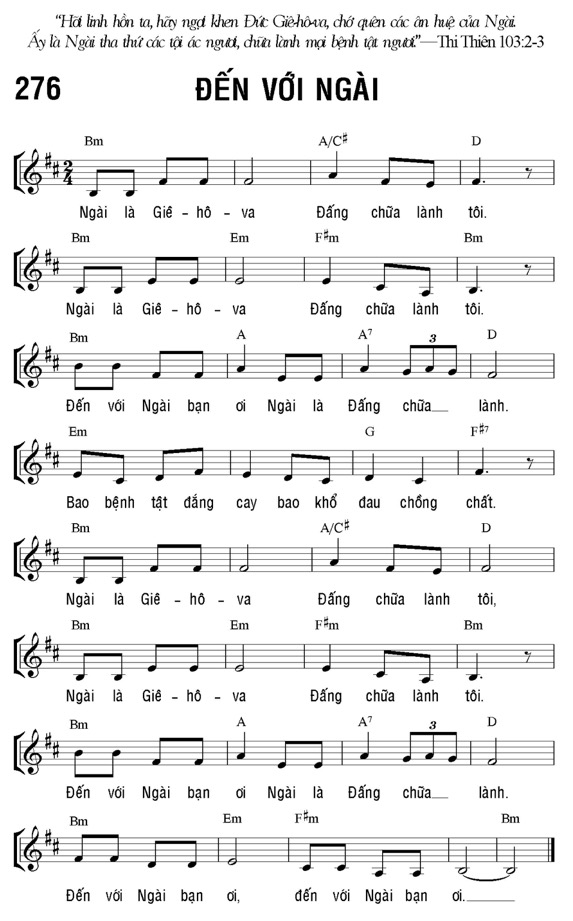 “Hỡi linh hồn ta, hãy ngợi khen Đức Giê-hô-va, chớ quên các ân huệ của Ngài.
Ấy là Ngài tha thứ các tội ác ngươi, chữa lành mọi bệnh tật ngươi.”—Thi Thiên 103:2-3
276 ĐẾN VỚI NGÀI
Bm A/C♯ D
2
4
Ngài là Giê – hô – va Đấng chữa lành tôi.
Bm Em F♯m Bm
Ngài là Giê – hô – va Đấng chữa lành tôi.
Bm A A7 D
3
Đến với Ngài bạn ơi Ngài là Đấng chữa lành.
Em G F♯7
Bao bệnh tật đắng cay bao khổ đau chồng chất.
Bm A/C♯ D
Ngài là Giê – hô – va Đấng chữa lành tôi,
Bm Em F♯m Bm
Ngài là Giê – hô – va Đấng chữa lành tôi.
Bm A A7 D
3
Đến với Ngài bạn ơi Ngài là Đấng chữa lành.
Bm Em F♯m Bm
Đến với Ngài bạn ơi, đến với Ngài bạn ơi.